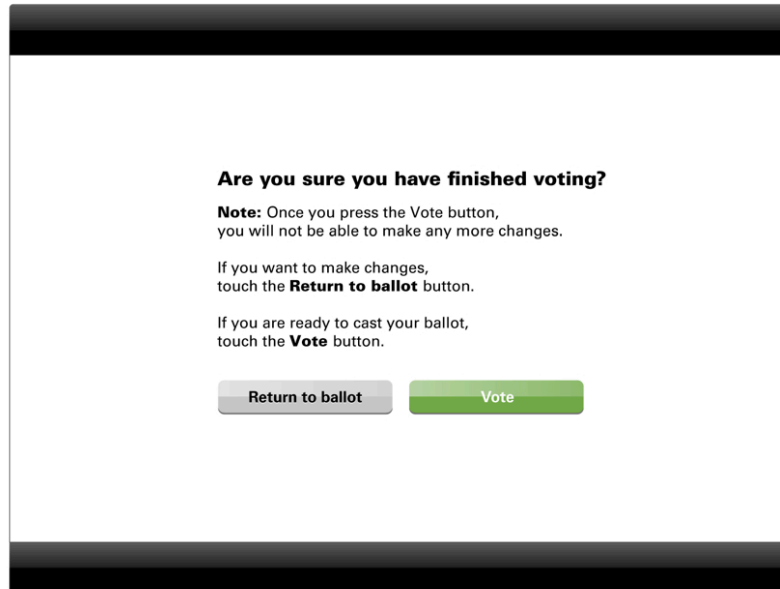 Are you sure you have finished voting?
Note: Once you press the Vote button,
you will not be able to make any more changes.
If you want to make changes,
touch the Return to ballot button.
If you are ready to cast your ballot,
touch the Vote button.
Return to ballot
Vote